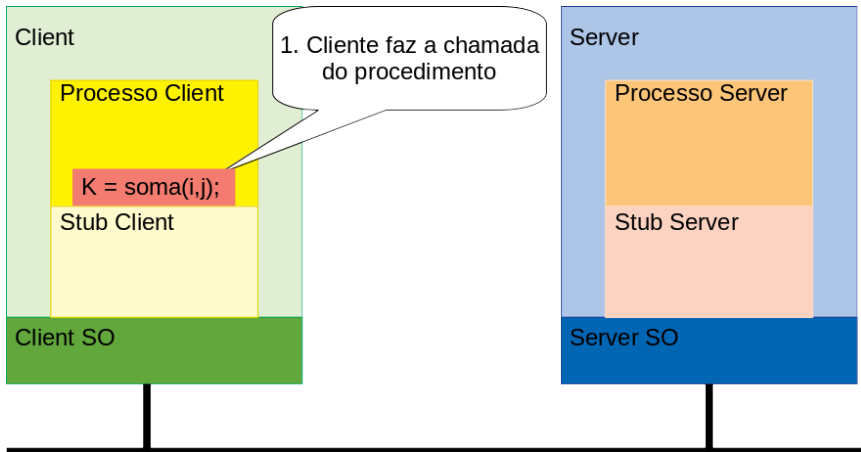 Client
1. Cliente faz a chamada
do procedimento
Processo Client
K = soma(i,j);
Stub Client
Client SO
Server
Processo Server
Stub Server
Server SO